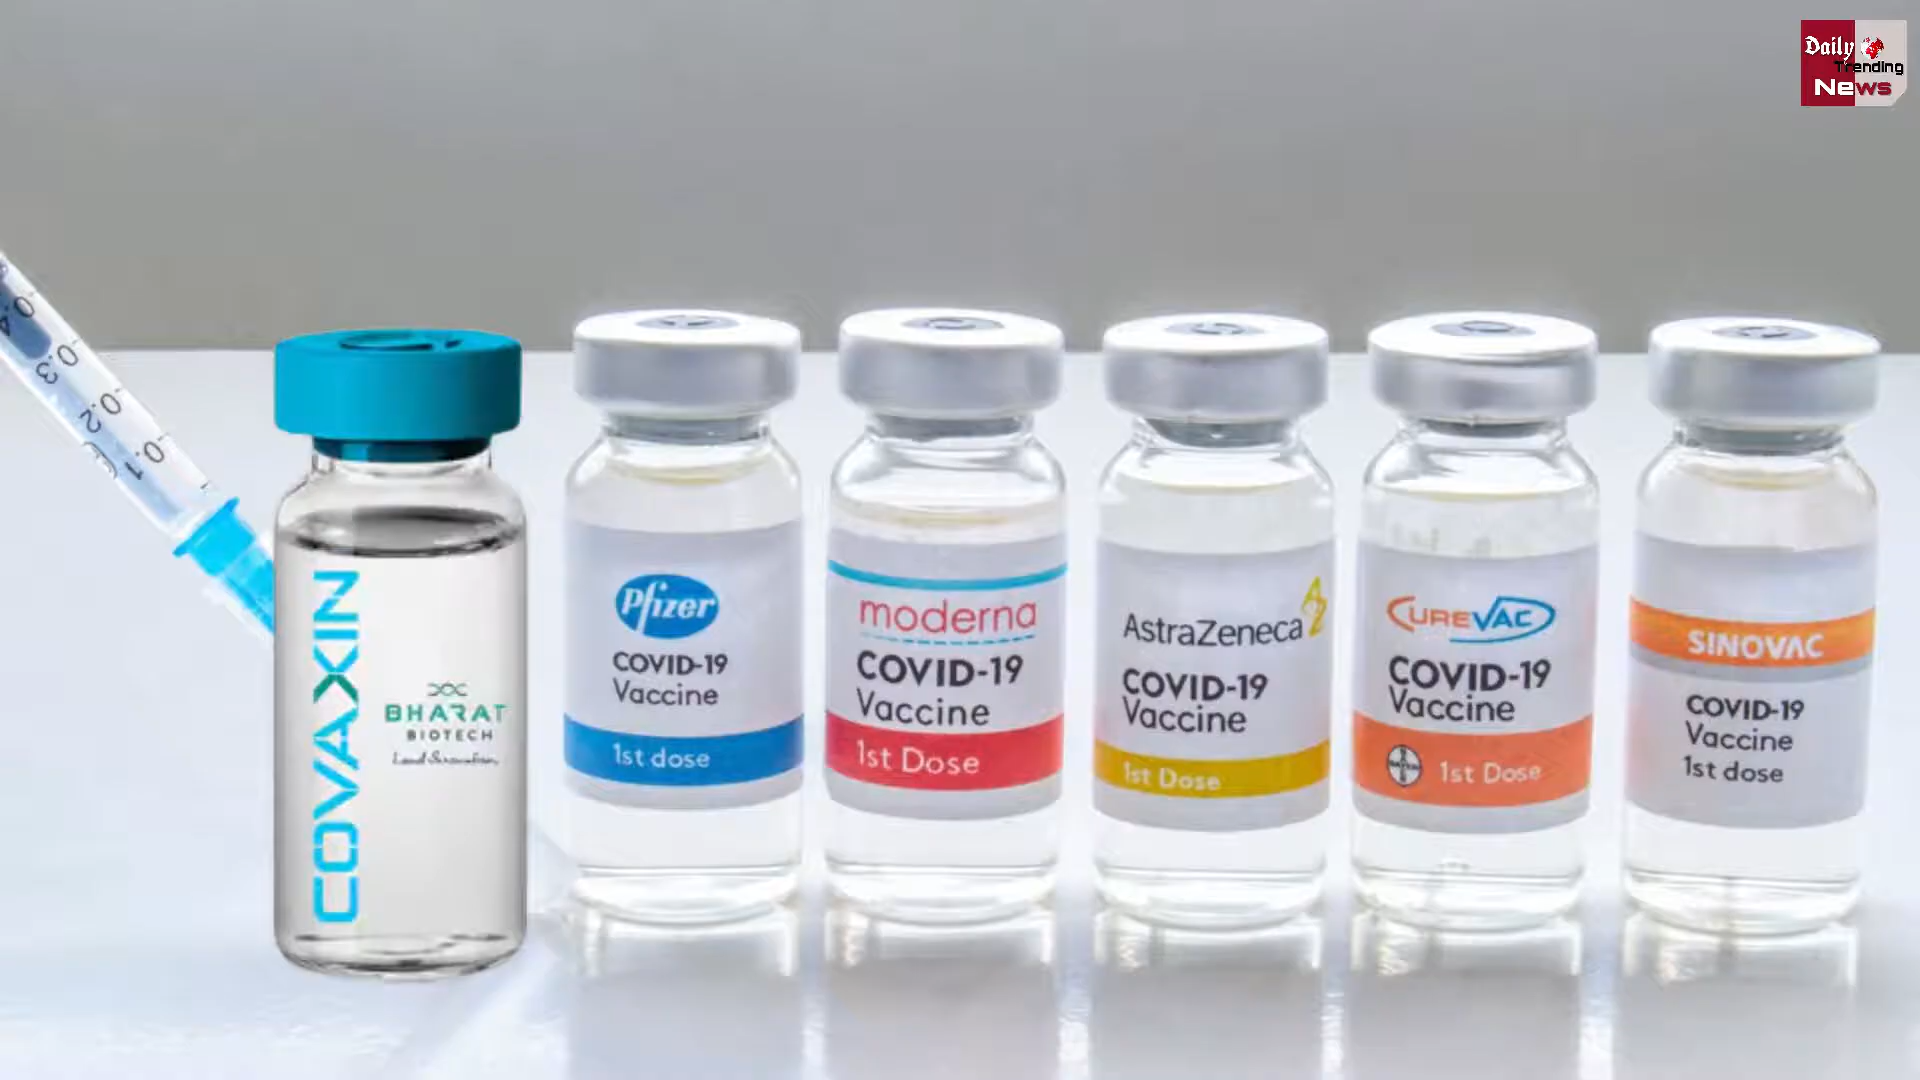 Daily
Trending
News
0.4
0.3
0.2
0.1
COVAXIN
BHARAT
BIOTECH
Pfizer
COVID-19
Vaccine
1st dose
moderna
COVID-19
Vaccine
1st Dose
AstraZeneca
COVID-19
Vaccine
1st Dose
CUREVAC
COVID-19
Vaccine
1st Dose
SINOVAC
COVID-19
Vaccine
1st dose